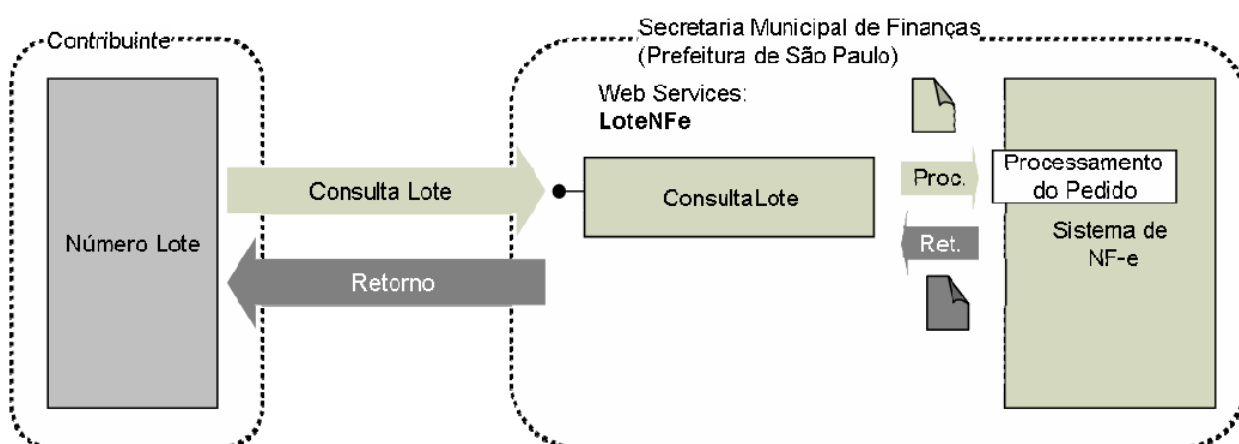 Contribuinte
Secretaria Municipal de Finanças
(Prefeitura de São Paulo)
Web Services:
LoteNFe
Consulta Lote
ConsultaLote
Proc.
Processamento
do Pedido
Número Lote
Retorno
Ret.
Sistema de
NF-e